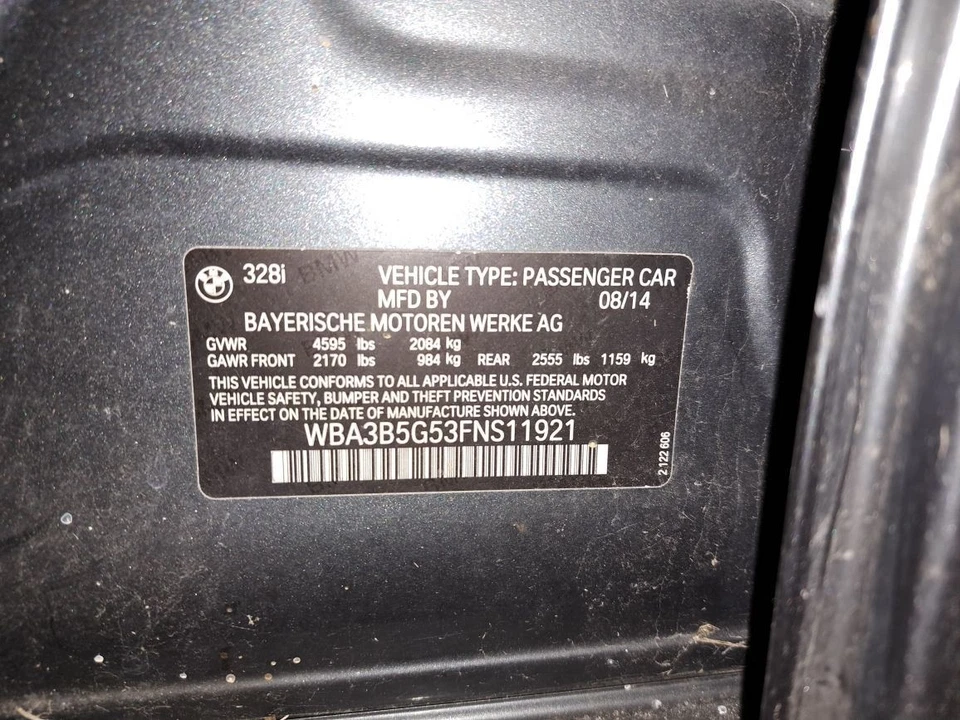 328i VEHICLE TYPE: PASSENGER CAR
MFD BY 08/14
BAYERISCHE MOTOREN WERKE AG
GVWR 4595 lbs 2084 kg
GAWR FRONT 2170 lbs 984 kg REAR 2555 lbs 1159 kg
THIS VEHICLE CONFORMS TO ALL APPLICABLE U.S. FEDERAL MOTOR
VEHICLE SAFETY, BUMPER AND THEFT PREVENTION STANDARDS
IN EFFECT ON THE DATE OF MANUFACTURE SHOWN ABOVE.
WBA3B5G53FNS11921
2 122 606